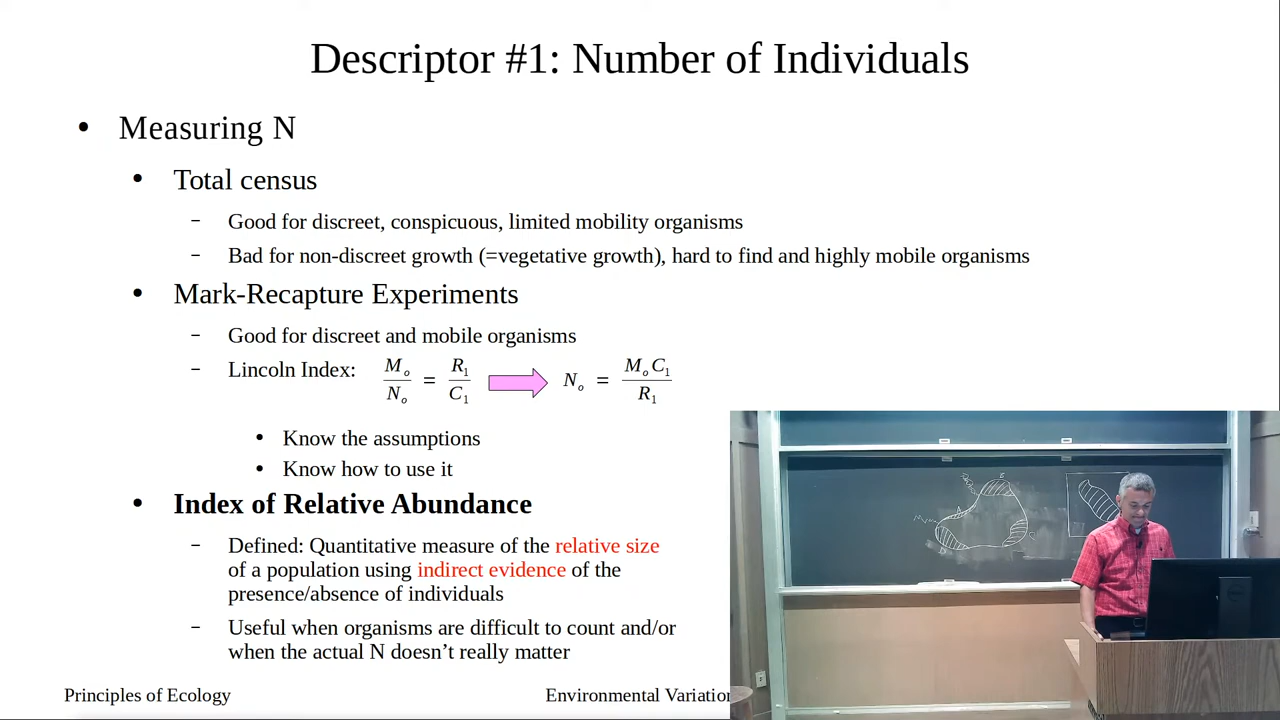 Descriptor #1: Number of Individuals
• Measuring N
• Total census
– Good for discreet, conspicuous, limited mobility organisms
– Bad for non-discreet growth (=vegetative growth), hard to find and highly mobile organisms
• Mark-Recapture Experiments
– Good for discreet and mobile organisms
– Lincoln Index: Mₒ/Nₒ = R₁/C₁ Nₒ = MₒC₁/R₁
• Know the assumptions
• Know how to use it
• Index of Relative Abundance
– Defined: Quantitative measure of the relative size
of a population using indirect evidence of the
presence/absence of individuals
– Useful when organisms are difficult to count and/or
when the actual N doesn’t really matter
Principles of Ecology Environmental Variation